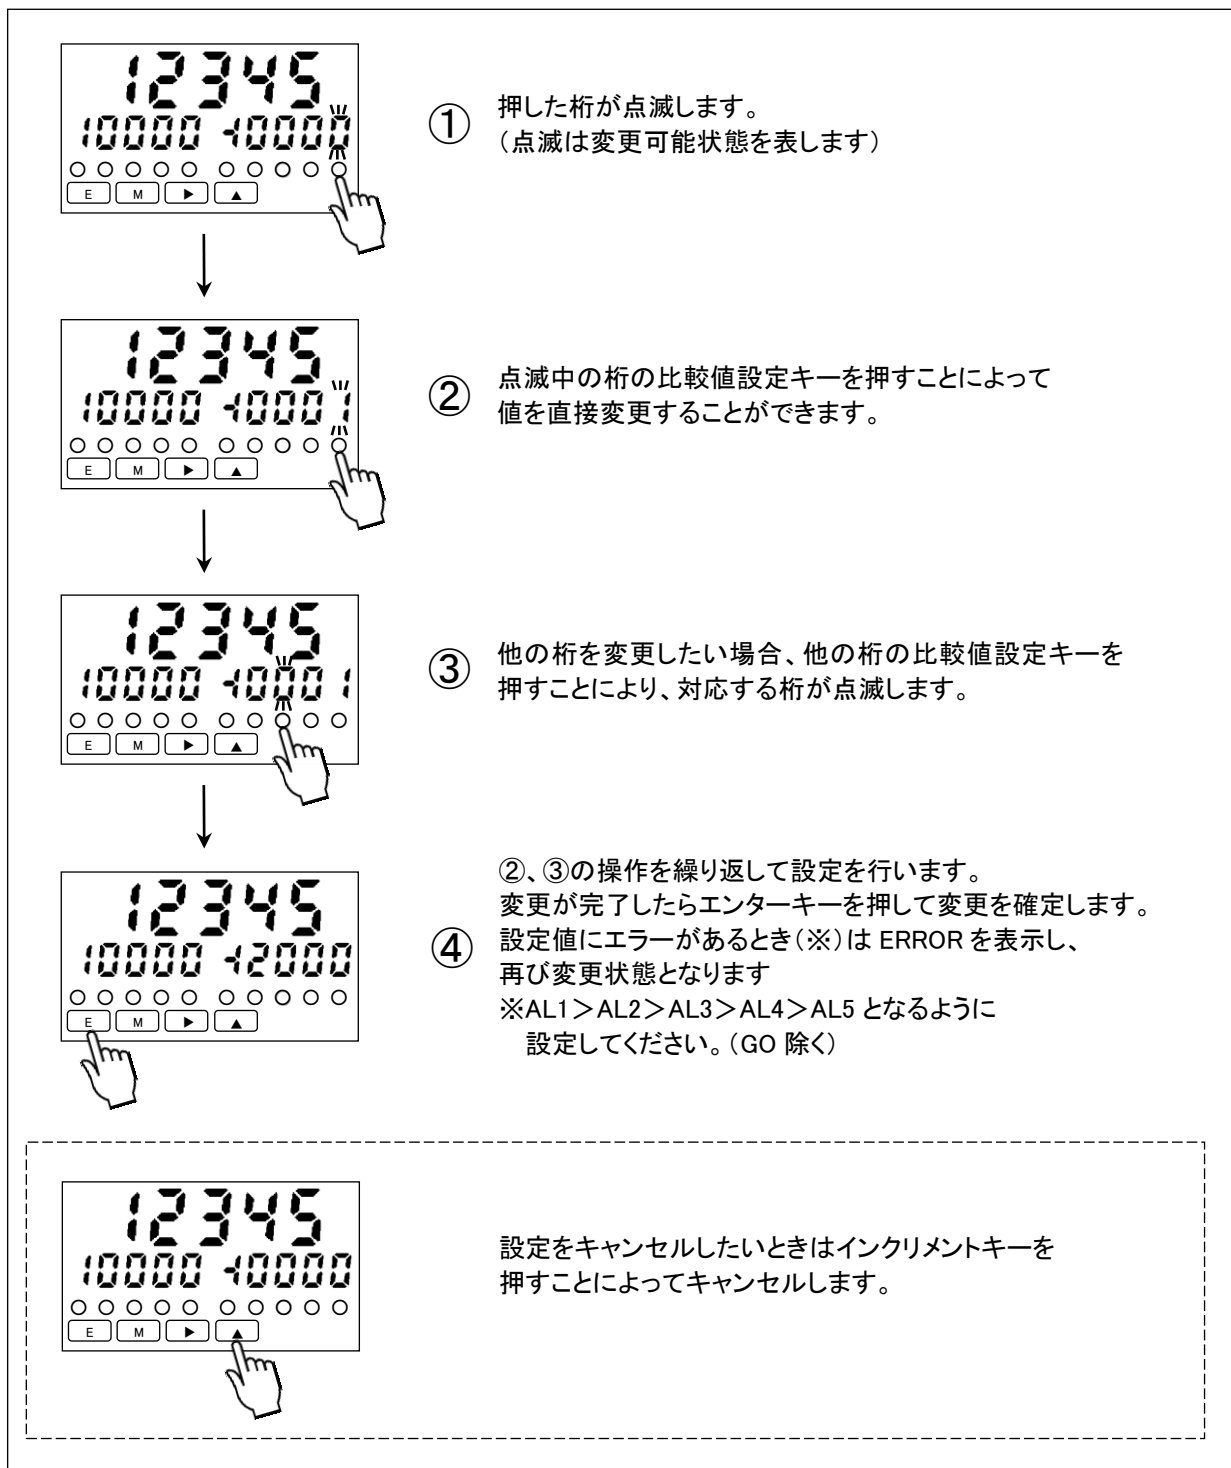 12345
10000 -10000
E M ▶ ▲
① 押した桁が点滅します。
（点滅は変更可能状態を表します）
12345
10000 -10001
E M ▶ ▲
② 点滅中の桁の比較値設定キーを押すことによって
値を直接変更することができます。
12345
10000 -10001
E M ▶ ▲
③ 他の桁を変更したい場合、他の桁の比較値設定キーを
押すことにより、対応する桁が点滅します。
12345
10000 -12000
E M ▶ ▲
④ ②、③の操作を繰り返して設定を行います。
変更が完了したらエンターキーを押して変更を確定します。
設定値にエラーがあるとき（※）は ERROR を表示し、
再び変更状態となります
※AL1＞AL2＞AL3＞AL4＞AL5 となるように
設定してください。（GO 除く）
12345
10000 -10000
E M ▶ ▲
設定をキャンセルしたいときはインクリメントキーを
押すことによってキャンセルします。